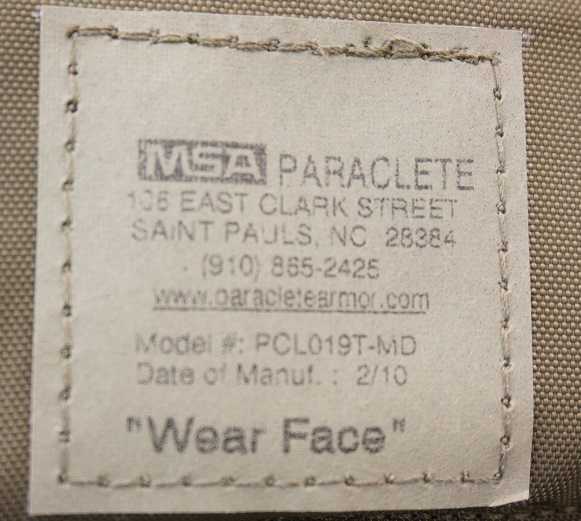 MSA PARACLETE
106 EAST CLARK STREET
SAINT PAULS, NC 28384
(910) 865-2425
www.paracletearmor.com
Model #: PCL019T-MD
Date of Manuf. : 2/10
"Wear Face"